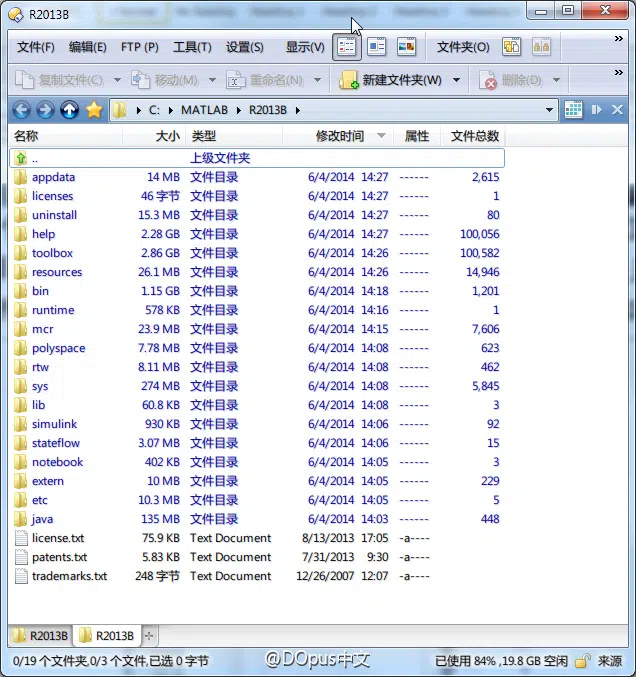 R2013B
文件(F) 编辑(E) FTP (P) 工具(T) 设置(S) 显示(V) 文件夹(O) »
复制文件(C) 移动(M) 重命名(N) 新建文件夹(W) 删除(D) »
C: MATLAB R2013B
名称 大小 类型 修改时间 属性 文件总数
.. 上级文件夹
appdata 14 MB 文件目录 6/4/2014 14:27 ------ 2,615
licenses 46 字节 文件目录 6/4/2014 14:27 ------ 1
uninstall 15.3 MB 文件目录 6/4/2014 14:27 ------ 80
help 2.28 GB 文件目录 6/4/2014 14:27 ------ 100,056
toolbox 2.86 GB 文件目录 6/4/2014 14:26 ------ 100,582
resources 26.1 MB 文件目录 6/4/2014 14:26 ------ 14,946
bin 1.15 GB 文件目录 6/4/2014 14:18 ------ 1,201
runtime 578 KB 文件目录 6/4/2014 14:16 ------ 1
mcr 23.9 MB 文件目录 6/4/2014 14:15 ------ 7,606
polyspace 7.78 MB 文件目录 6/4/2014 14:08 ------ 623
rtw 8.11 MB 文件目录 6/4/2014 14:08 ------ 462
sys 274 MB 文件目录 6/4/2014 14:08 ------ 5,845
lib 60.8 KB 文件目录 6/4/2014 14:08 ------ 3
simulink 930 KB 文件目录 6/4/2014 14:06 ------ 92
stateflow 3.07 MB 文件目录 6/4/2014 14:06 ------ 15
notebook 402 KB 文件目录 6/4/2014 14:05 ------ 3
extern 10 MB 文件目录 6/4/2014 14:05 ------ 229
etc 10.3 MB 文件目录 6/4/2014 14:05 ------ 5
java 135 MB 文件目录 6/4/2014 14:03 ------ 448
license.txt 75.9 KB Text Document 8/13/2013 17:05 -a----
patents.txt 5.83 KB Text Document 7/31/2013 9:30 -a----
trademarks.txt 248 字节 Text Document 12/26/2007 12:07 -a----
R2013B R2013B
0/19 个文件夹,0/3 个文件,已选 0 字节 @DOpus中文 已使用 84% ,19.8 GB 空闲 来源